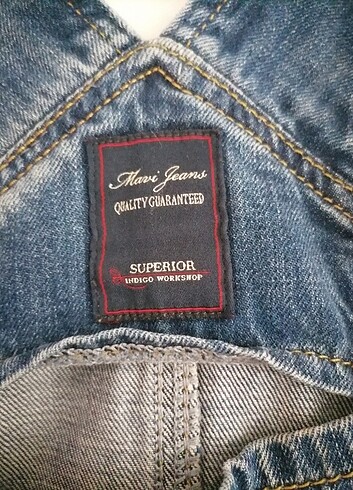 Mavi Jeans
QUALITY GUARANTEED
SUPERIOR
INDIGO WORKSHOP